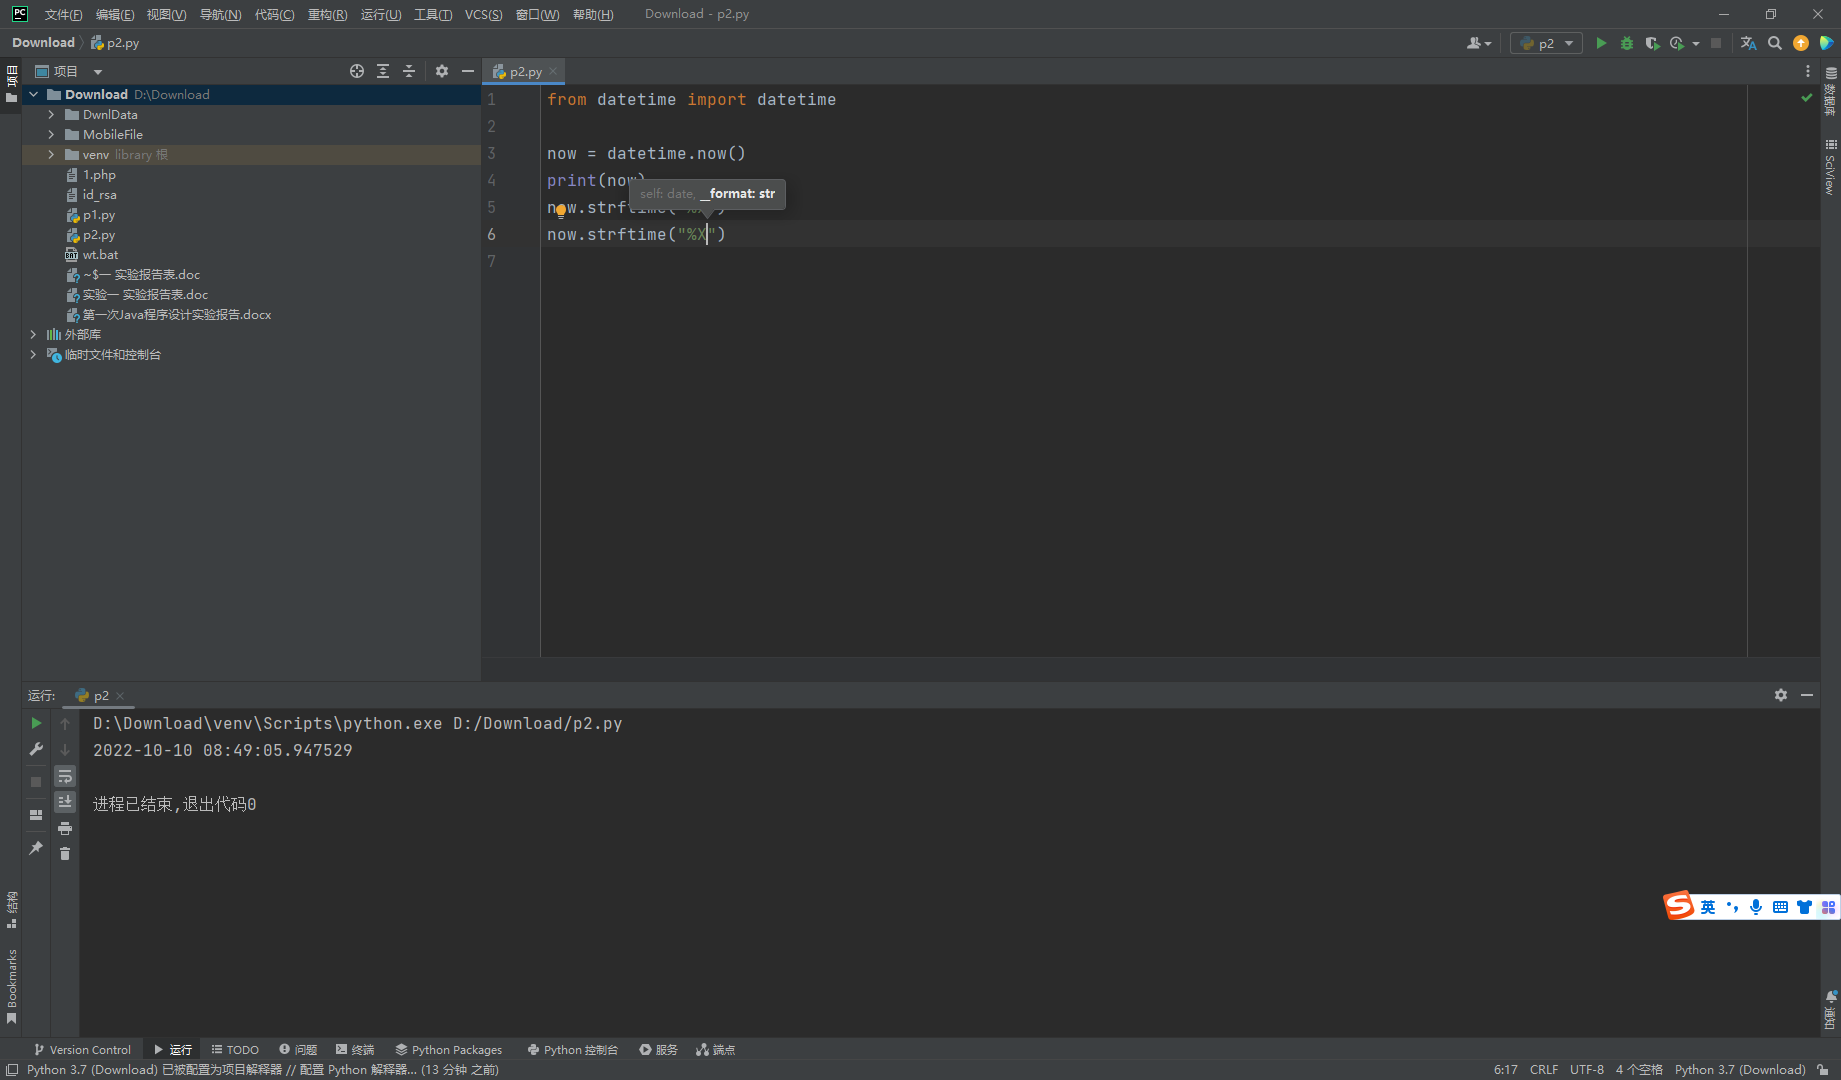 PC 文件(F) 编辑(E) 视图(V) 导航(N) 代码(C) 重构(R) 运行(U) 工具(T) VCS(S) 窗口(W) 帮助(H) Download - p2.py
Download p2.py
p2
项目
项目
p2.py
Download D:\Download
DwnlData
MobileFile
venv library 根
1.php
id_rsa
p1.py
p2.py
wt.bat
~$一 实验报告表.doc
实验一 实验报告表.doc
第一次Java程序设计实验报告.docx
外部库
临时文件和控制台
1 from datetime import datetime
2
3 now = datetime.now()
4 print(now)
self: date, __format: str
5 now.strftime("%
6 now.strftime("%X")
7
数据库
SciView
运行: p2
D:\Download\venv\Scripts\python.exe D:/Download/p2.py
2022-10-10 08:49:05.947529
进程已结束,退出代码0
结构
Bookmarks
英
通知
Version Control 运行 TODO 问题 终端 Python Packages Python 控制台 服务 端点
Python 3.7 (Download) 已被配置为项目解释器 // 配置 Python 解释器... (13 分钟 之前) 6:17 CRLF UTF-8 4 个空格 Python 3.7 (Download)